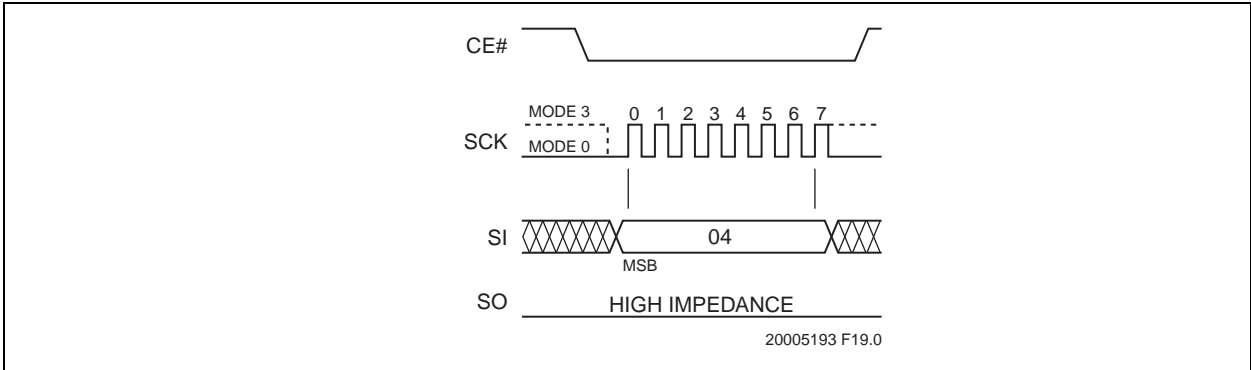 CE#
MODE 3
0 1 2 3 4 5 6 7
SCK
MODE 0
SI
04
MSB
SO
HIGH IMPEDANCE
20005193 F19.0